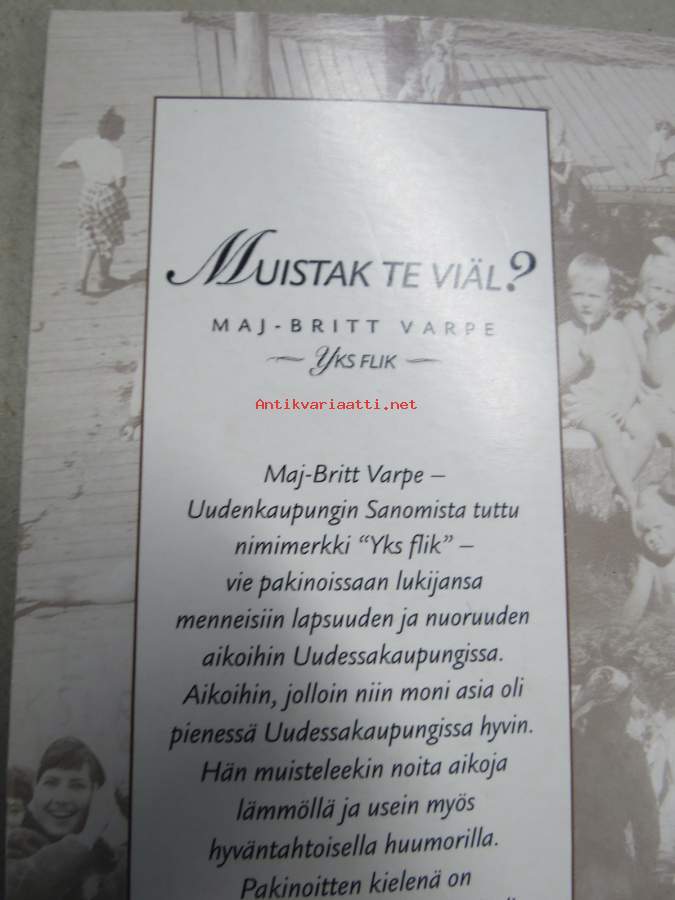 MUISTAK TE VIÄL?
MAJ-BRITT VARPE
YKS FLIK
Antikvariaatti.net
Maj-Britt Varpe –
Uudenkaupungin Sanomista tuttu
nimimerkki "Yks flik" –
vie pakinoissaan lukijansa
menneisiin lapsuuden ja nuoruuden
aikoihin Uudessakaupungissa.
Aikoihin, jolloin niin moni asia oli
pienessä Uudessakaupungissa hyvin.
Hän muisteleekin noita aikoja
lämmöllä ja usein myös
hyväntahtoisella huumorilla.
Pakinoitten kielenä on